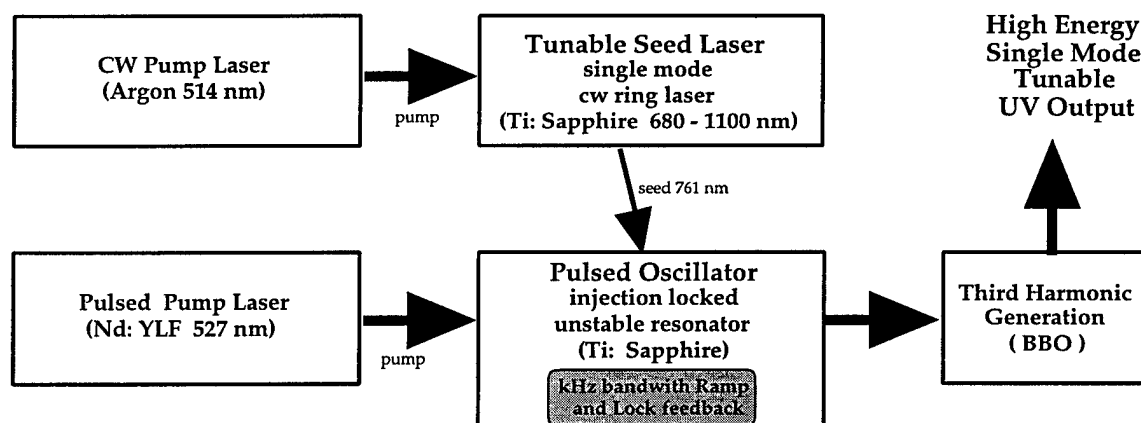 CW Pump Laser
(Argon 514 nm)
pump
Tunable Seed Laser
single mode
cw ring laser
(Ti: Sapphire 680 - 1100 nm)
High Energy
Single Mode
Tunable
UV Output
seed 761 nm
Pulsed Pump Laser
(Nd: YLF 527 nm)
pump
Pulsed Oscillator
injection locked
unstable resonator
(Ti: Sapphire)
kHz bandwith Ramp
and Lock feedback
Third Harmonic
Generation
( BBO )